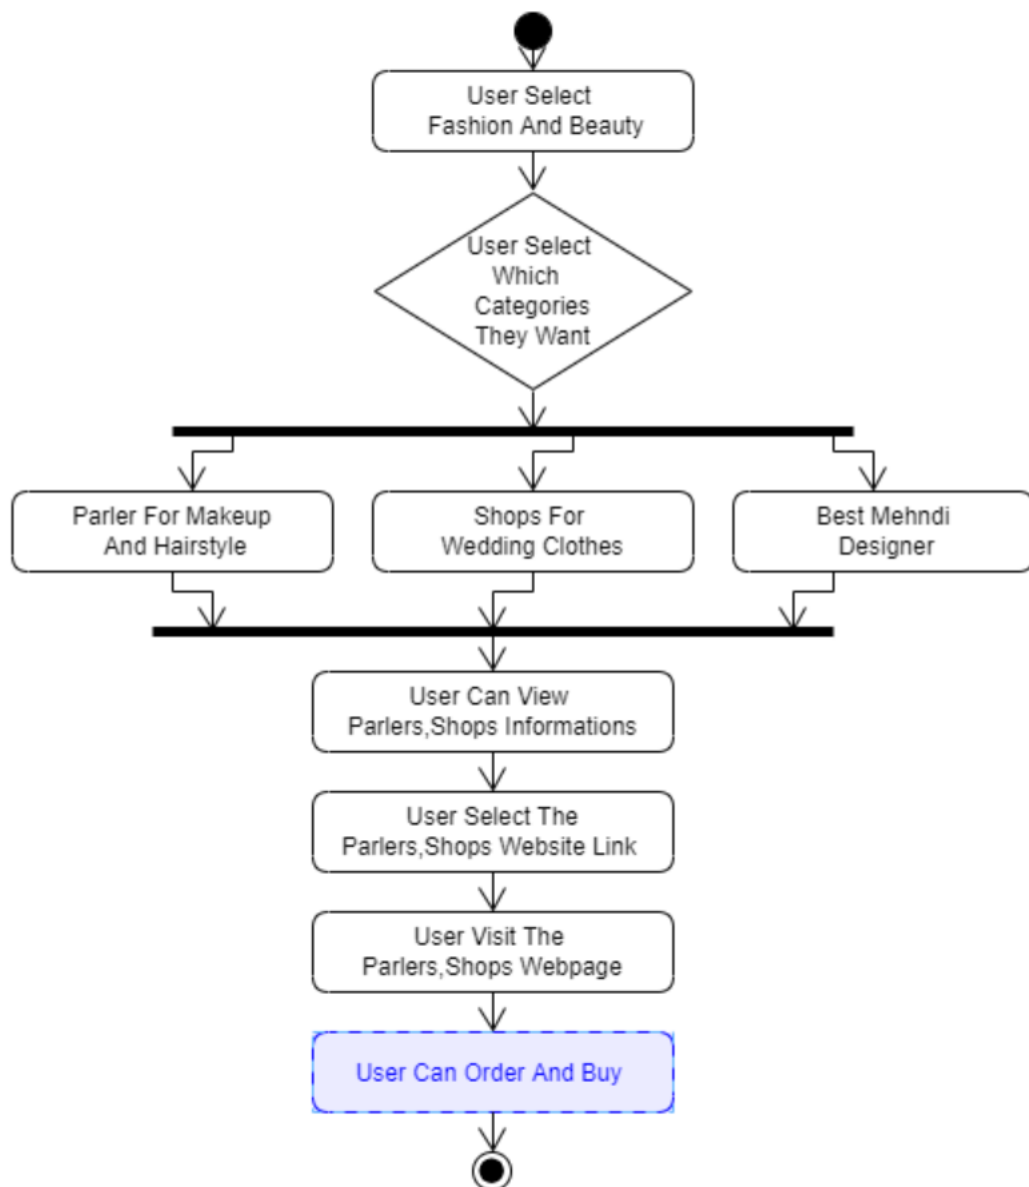 User Select
Fashion And Beauty
User Select
Which
Categories
They Want
Parler For Makeup
And Hairstyle
Shops For
Wedding Clothes
Best Mehndi
Designer
User Can View
Parlers,Shops Informations
User Select The
Parlers,Shops Website Link
User Visit The
Parlers,Shops Webpage
User Can Order And Buy